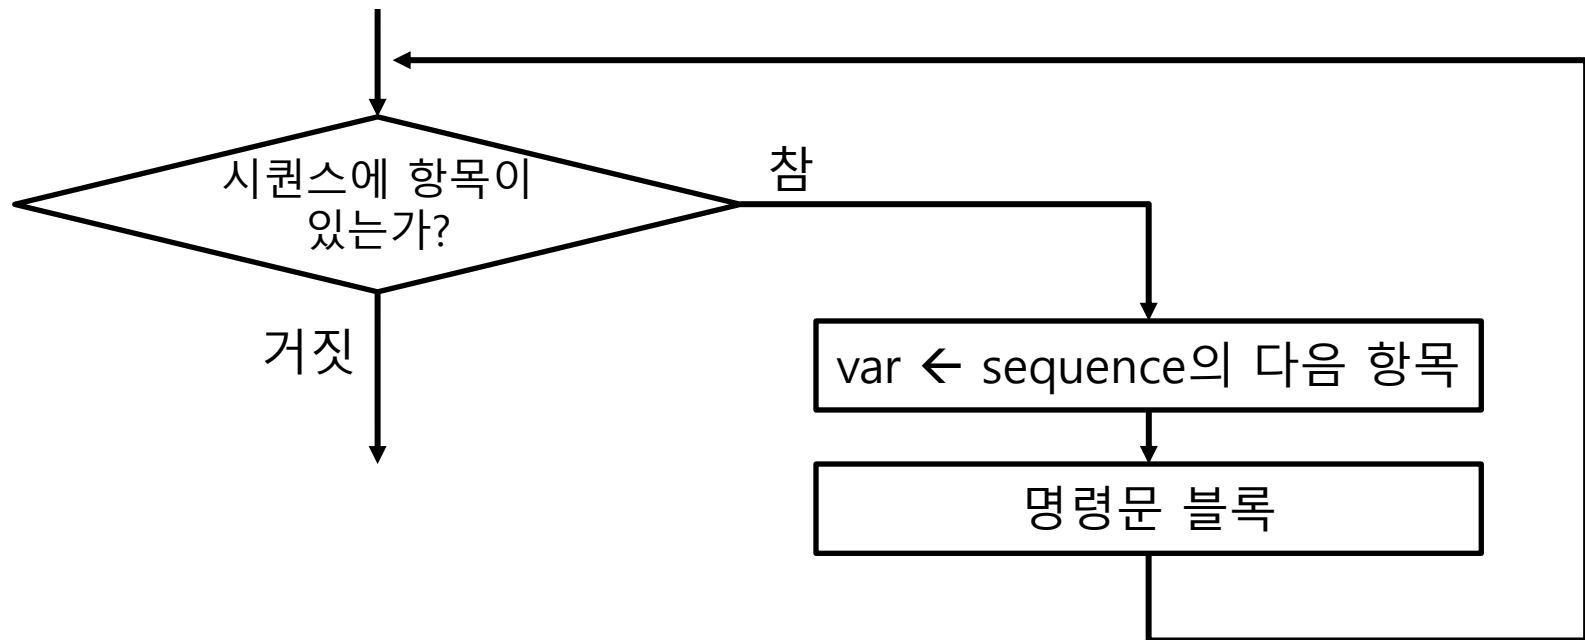 시퀀스에 항목이
있는가?
참
거짓
var ← sequence의 다음 항목
명령문 블록